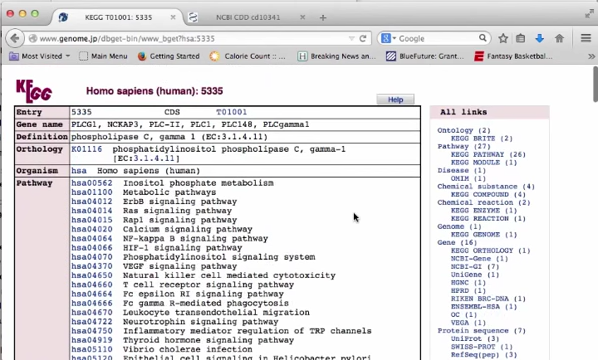 KEGG T01001: 5335
NCBI CDD cd10341
www.genome.jp/dbget-bin/www_bget?hsa:5335
Google
Most Visited
Main Menu
Getting Started
Calorie Count ::...
Breaking News an...
BlueFuture: Grant...
Fantasy Basketball...
KEGG
Homo sapiens (human): 5335
Help
Entry 5335 CDS T01001
Gene name PLCG1, NCKAP3, PLC-II, PLC1, PLC148, PLCgamma1
Definition phospholipase C, gamma 1 (EC:3.1.4.11)
Orthology K01116 phosphatidylinositol phospholipase C, gamma-1
[EC:3.1.4.11]
Organism hsa Homo sapiens (human)
Pathway hsa00562 Inositol phosphate metabolism
hsa01100 Metabolic pathways
hsa04012 ErbB signaling pathway
hsa04014 Ras signaling pathway
hsa04015 Rap1 signaling pathway
hsa04020 Calcium signaling pathway
hsa04064 NF-kappa B signaling pathway
hsa04066 HIF-1 signaling pathway
hsa04070 Phosphatidylinositol signaling system
hsa04370 VEGF signaling pathway
hsa04650 Natural killer cell mediated cytotoxicity
hsa04660 T cell receptor signaling pathway
hsa04664 Fc epsilon RI signaling pathway
hsa04666 Fc gamma R-mediated phagocytosis
hsa04670 Leukocyte transendothelial migration
hsa04722 Neurotrophin signaling pathway
hsa04750 Inflammatory mediator regulation of TRP channels
hsa04919 Thyroid hormone signaling pathway
hsa05110 Vibrio cholerae infection
hsa05120 Epithelial cell signaling in Helicobacter pylori
All links
Ontology (2)
KEGG BRITE (2)
Pathway (27)
KEGG PATHWAY (26)
KEGG MODULE (1)
Disease (1)
OMIM (1)
Chemical substance (4)
KEGG COMPOUND (4)
Chemical reaction (2)
KEGG ENZYME (1)
KEGG REACTION (1)
Genome (1)
KEGG GENOME (1)
Gene (16)
KEGG ORTHOLOGY (1)
NCBI-Gene (1)
NCBI-GI (7)
UniGene (1)
HGNC (1)
HPRD (1)
RIKEN BRC-DNA (1)
ENSEMBL-HSA (1)
OC (1)
VEGA (1)
Protein sequence (7)
UniProt (3)
RefSeq(pep) (3)